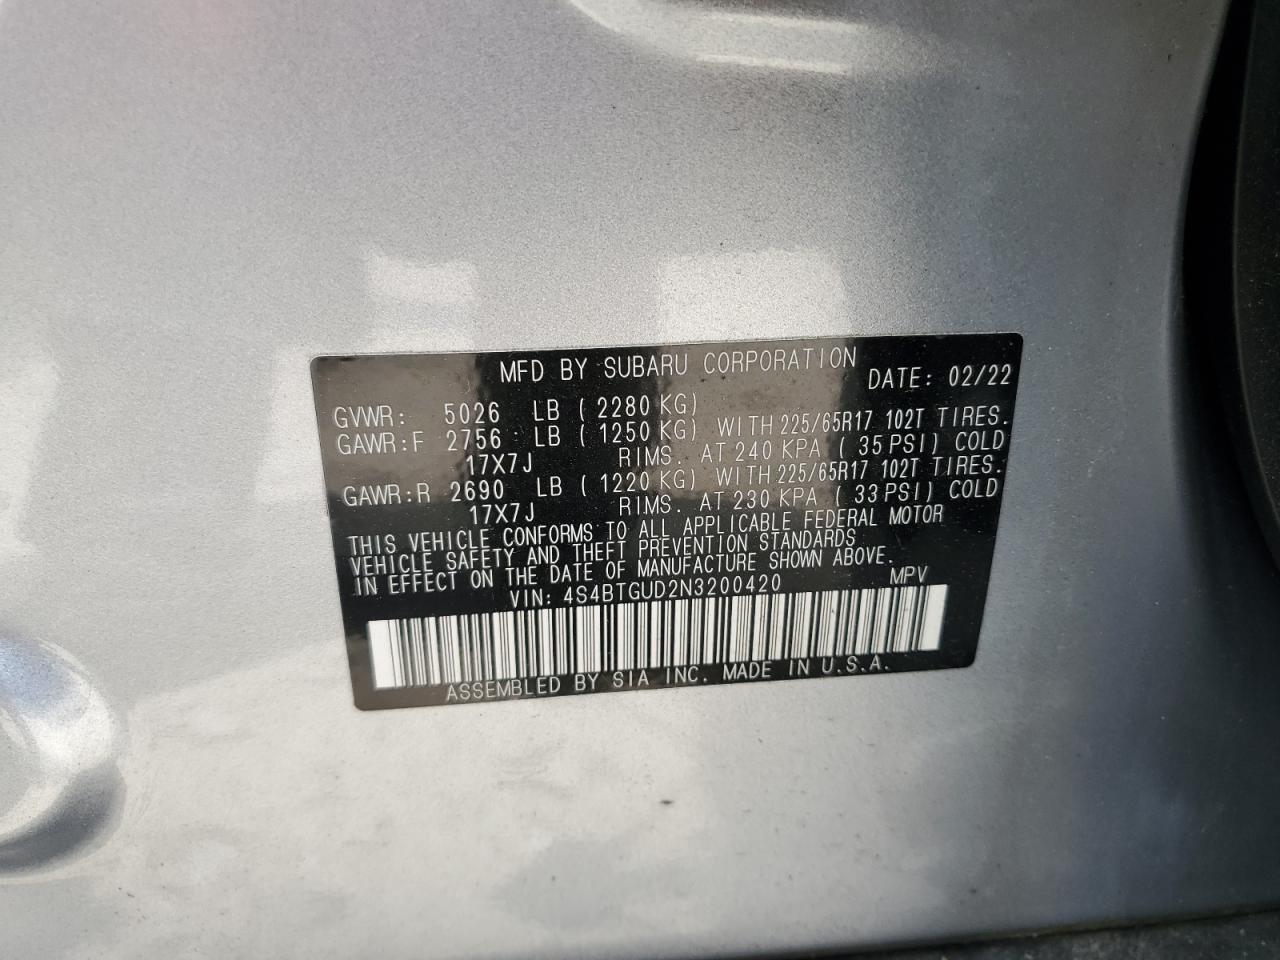 MFD BY SUBARU CORPORATION
DATE: 02/22
GVWR: 5026 LB ( 2280 KG)
GAWR:F 2756 LB ( 1250 KG) WITH 225/65R17 102T TIRES.
17X7J RIMS. AT 240 KPA ( 35 PSI) COLD
GAWR:R 2690 LB ( 1220 KG) WITH 225/65R17 102T TIRES.
17X7J RIMS. AT 230 KPA ( 33 PSI) COLD
THIS VEHICLE CONFORMS TO ALL APPLICABLE FEDERAL MOTOR
VEHICLE SAFETY AND THEFT PREVENTION STANDARDS
IN EFFECT ON THE DATE OF MANUFACTURE SHOWN ABOVE.
VIN: 4S4BTGUD2N3200420 MPV
ASSEMBLED BY SIA INC. MADE IN U.S.A.